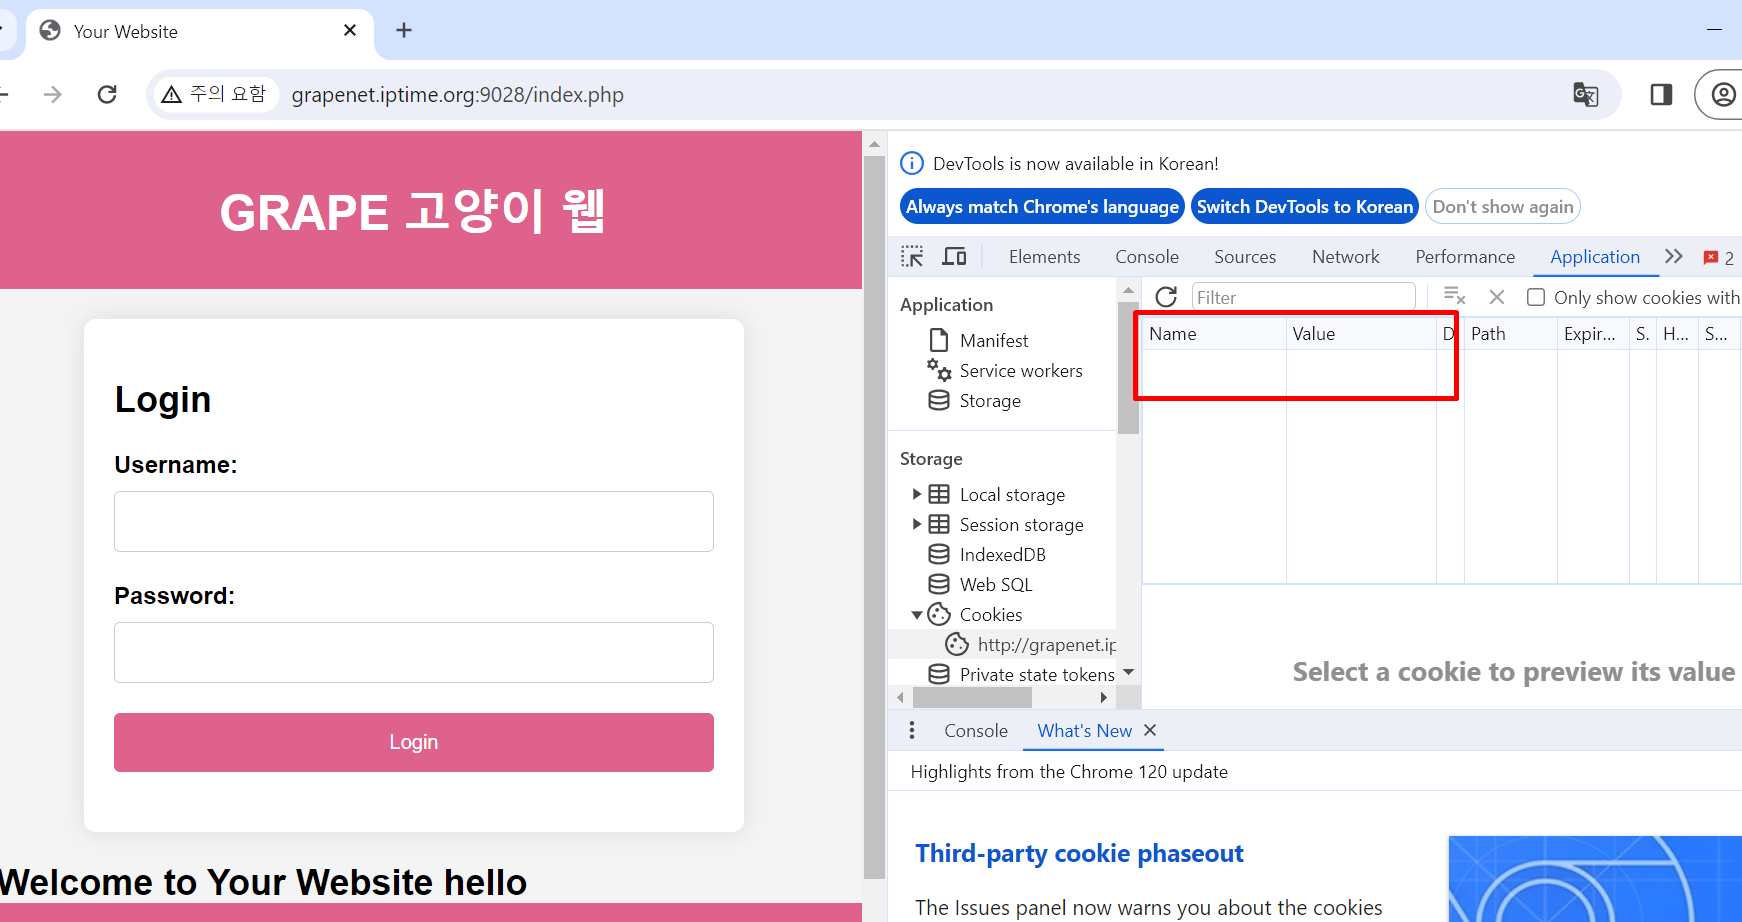 Your Website
주의 요함
grapenet.iptime.org:9028/index.php
GRAPE 고양이 웹
Login
Username:
Password:
Login
Welcome to Your Website hello
DevTools is now available in Korean!
Always match Chrome's language
Switch DevTools to Korean
Don't show again
Elements
Console
Sources
Network
Performance
Application
2
Application
Manifest
Service workers
Storage
Storage
Local storage
Session storage
IndexedDB
Web SQL
Cookies
http://grapenet.ip
Private state tokens
Filter
Only show cookies with
Name
Value
D
Path
Expir...
S.
H...
S...
Select a cookie to preview its value
Console
What's New
Highlights from the Chrome 120 update
Third-party cookie phaseout
The Issues panel now warns you about the cookies